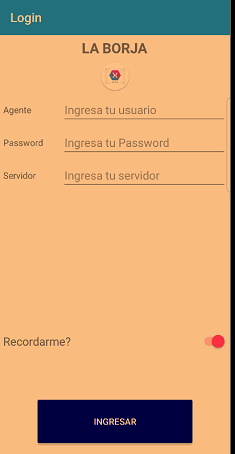 Login
LA BORJA
Agente Ingresa tu usuario
Password Ingresa tu Password
Servidor Ingresa tu servidor
Recordarme?
INGRESAR